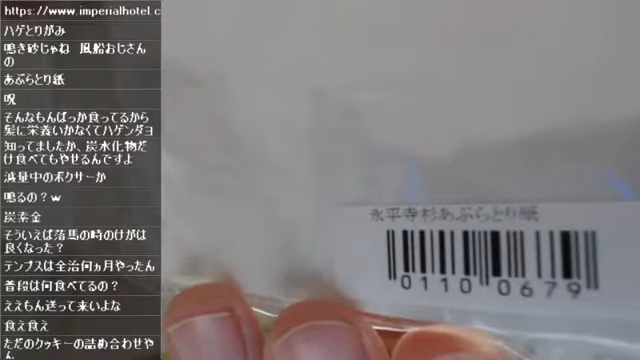 https://www.imperialhotel.c
ハゲとりがみ
鳴き砂じゃね　風船おじさん
の
あぶらとり紙
呪
そんなもんばっか食ってるから
髪に栄養いかなくてハゲンダヨ
知ってましたか、炭水化物だ
け食べてもやせるんですよ
減量中のボクサーか
鳴るの？w
炭素金
そういえば落馬の時のけがは
良くなった？
テンプスは全治何ヵ月やったん
普段は何食べてるの？
ええもん送って来いよな
食え食え
ただのクッキーの詰め合わせや
ん
永平寺杉あぶらとり紙
0110 0679